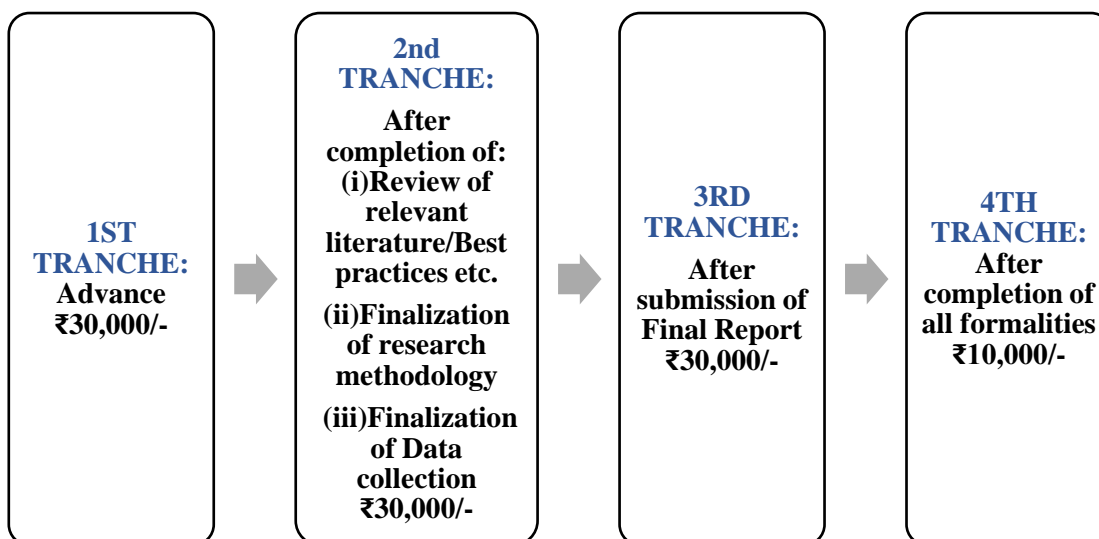 1ST
TRANCHE:
Advance
₹30,000/-
2nd
TRANCHE:
After
completion of:
(i)Review of
relevant
literature/Best
practices etc.
(ii)Finalization
of research
methodology
(iii)Finalization
of Data
collection
₹30,000/-
3RD
TRANCHE:
After
submission of
Final Report
₹30,000/-
4TH
TRANCHE:
After
completion of
all formalities
₹10,000/-